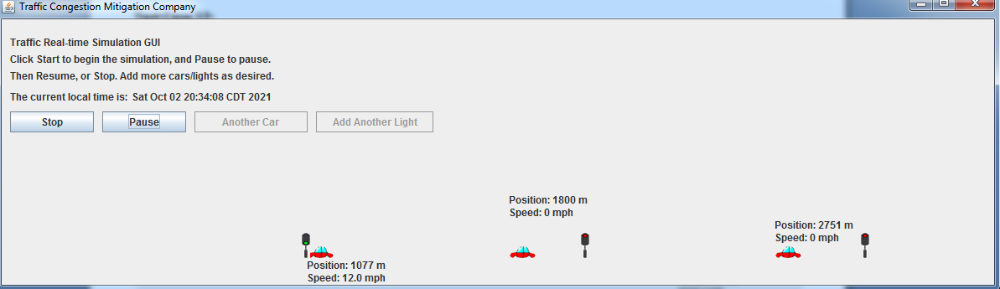 Traffic Congestion Mitigation Company
Traffic Real-time Simulation GUI
Click Start to begin the simulation, and Pause to pause.
Then Resume, or Stop. Add more cars/lights as desired.
The current local time is: Sat Oct 02 20:34:08 CDT 2021
Stop Pause Another Car Add Another Light
Position: 1800 m
Speed: 0 mph
Position: 2751 m
Speed: 0 mph
Position: 1077 m
Speed: 12.0 mph